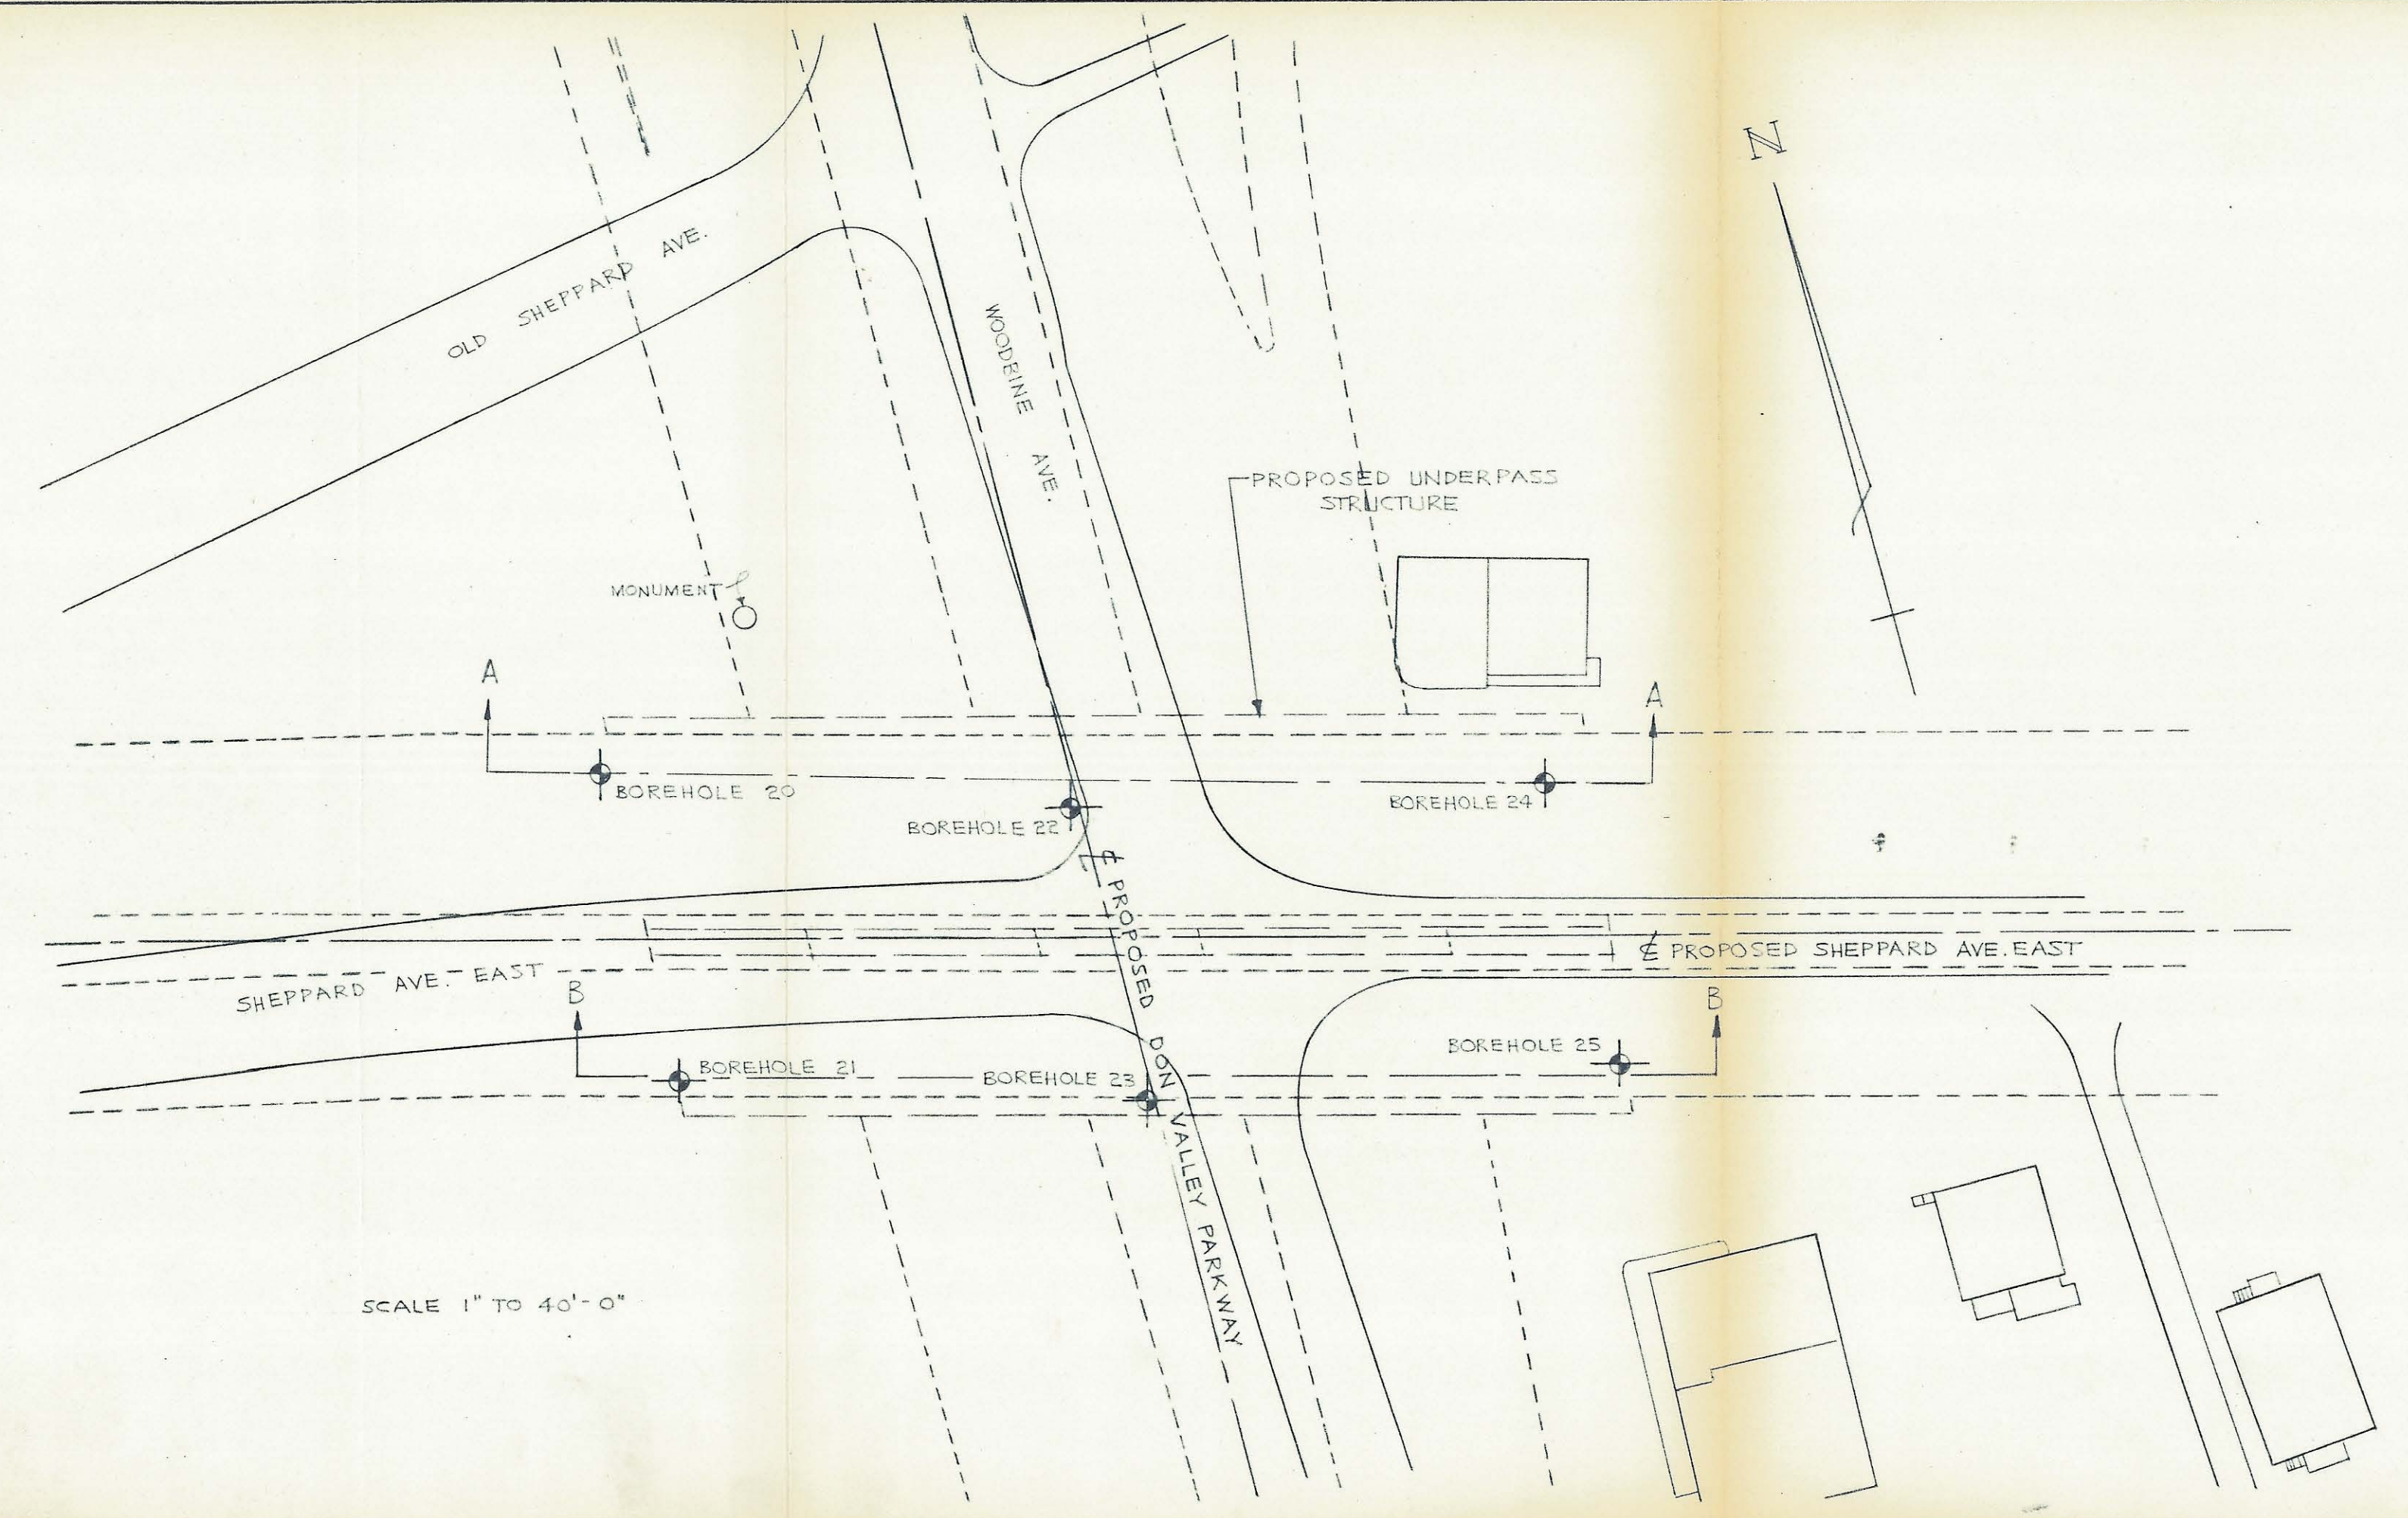 N
OLD SHEPPARD AVE.
WOODBINE AVE.
PROPOSED UNDERPASS
STRUCTURE
MONUMENT
A
A
BOREHOLE 20
BOREHOLE 24
BOREHOLE 22
℄ PROPOSED DON VALLEY PARKWAY
℄ PROPOSED SHEPPARD AVE. EAST
SHEPPARD AVE. EAST
B
B
BOREHOLE 25
BOREHOLE 21
BOREHOLE 23
SCALE 1" TO 40'-0"